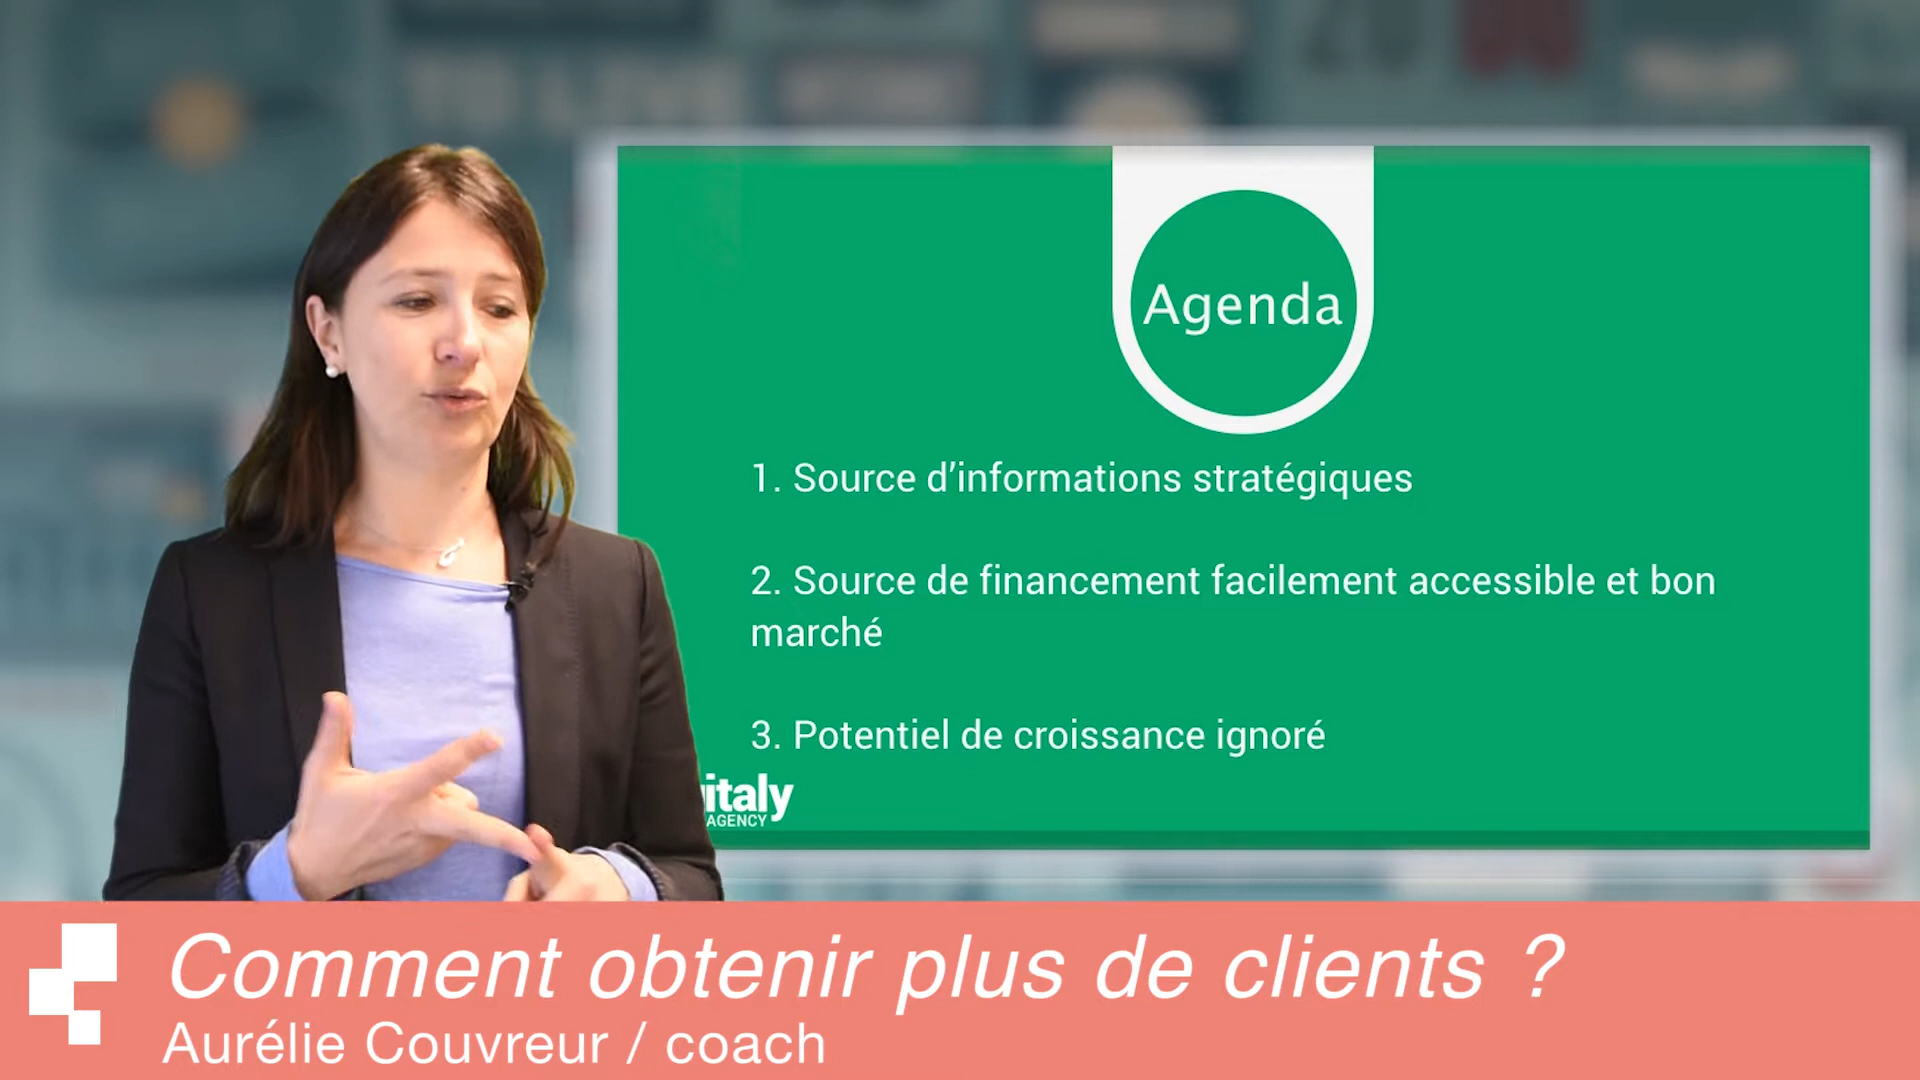 Agenda
1. Source d’informations stratégiques
2. Source de financement facilement accessible et bon
marché
3. Potentiel de croissance ignoré
italy
AGENCY
Comment obtenir plus de clients ?
Aurélie Couvreur / coach